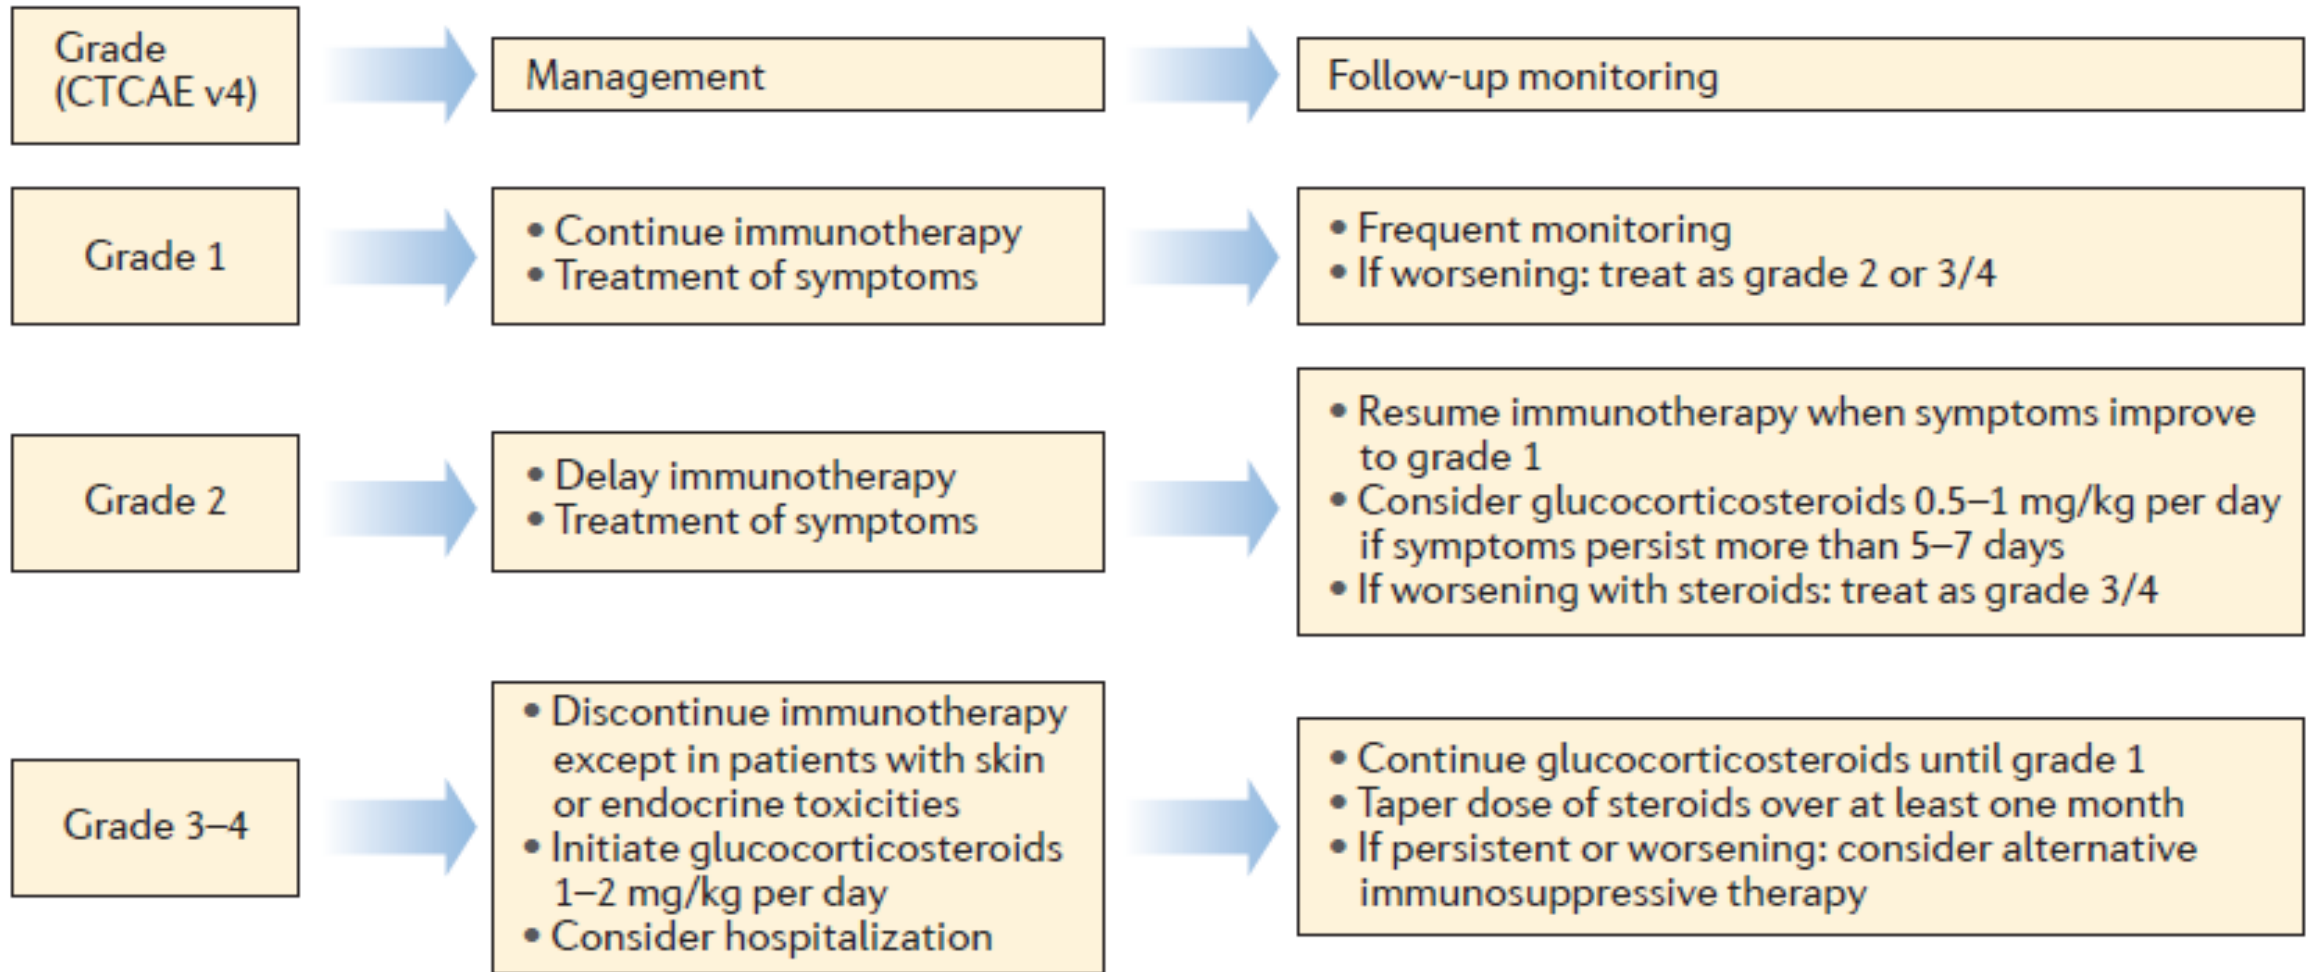 Grade
(CTCAE v4)
Management
Follow-up monitoring
Grade 1
• Continue immunotherapy
• Treatment of symptoms
• Frequent monitoring
• If worsening: treat as grade 2 or 3/4
Grade 2
• Delay immunotherapy
• Treatment of symptoms
• Resume immunotherapy when symptoms improve
to grade 1
• Consider glucocorticosteroids 0.5–1 mg/kg per day
if symptoms persist more than 5–7 days
• If worsening with steroids: treat as grade 3/4
Grade 3–4
• Discontinue immunotherapy
except in patients with skin
or endocrine toxicities
• Initiate glucocorticosteroids
1–2 mg/kg per day
• Consider hospitalization
• Continue glucocorticosteroids until grade 1
• Taper dose of steroids over at least one month
• If persistent or worsening: consider alternative
immunosuppressive therapy